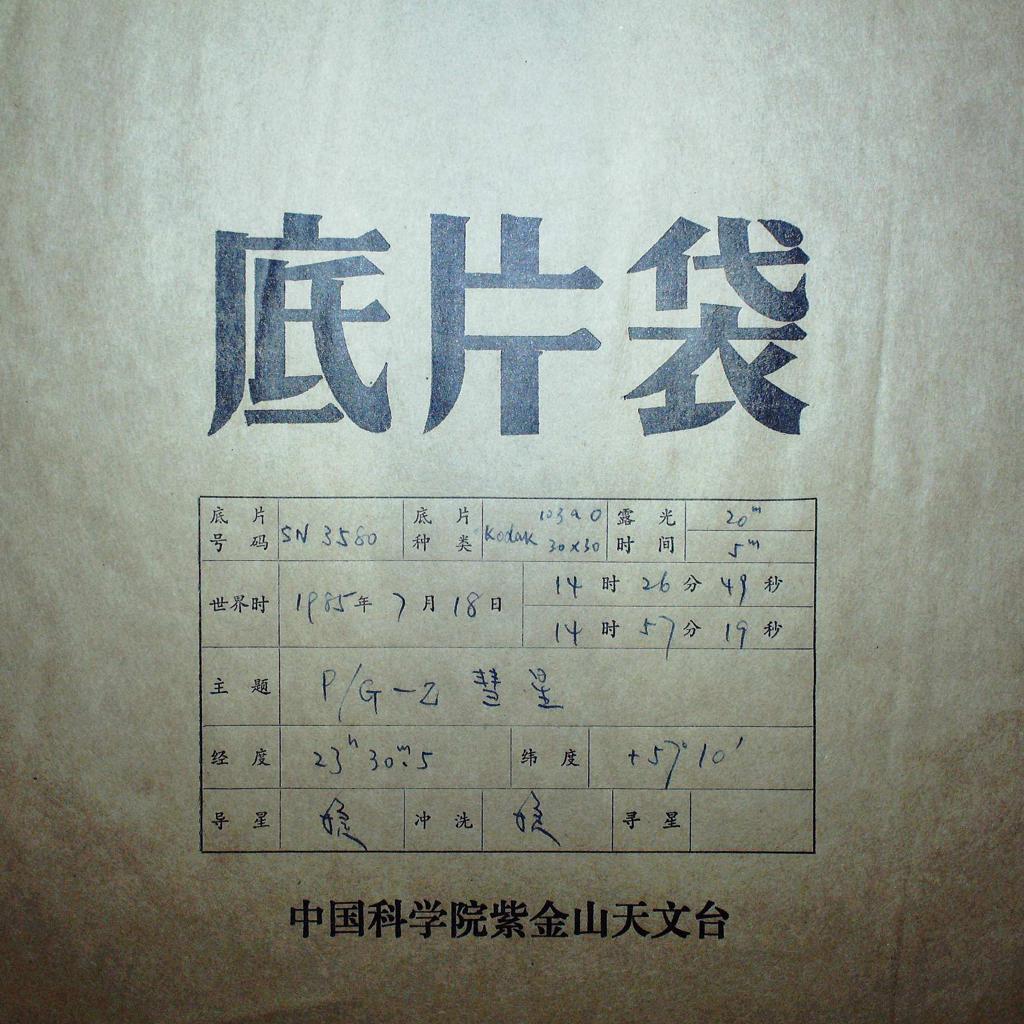 底片袋
底片号码 SN 3580 底片种类 Kodak 103aO 30×30 露光时间 20ᵐ 5ᵐ
世界时 1985年 7月 18日 14时 26分 49秒
14时 57分 19秒
主题 P/G-Z 彗星
经度 23ʰ 30ᵐ.5 纬度 +57° 10′
导星 冲洗 寻星
中国科学院紫金山天文台